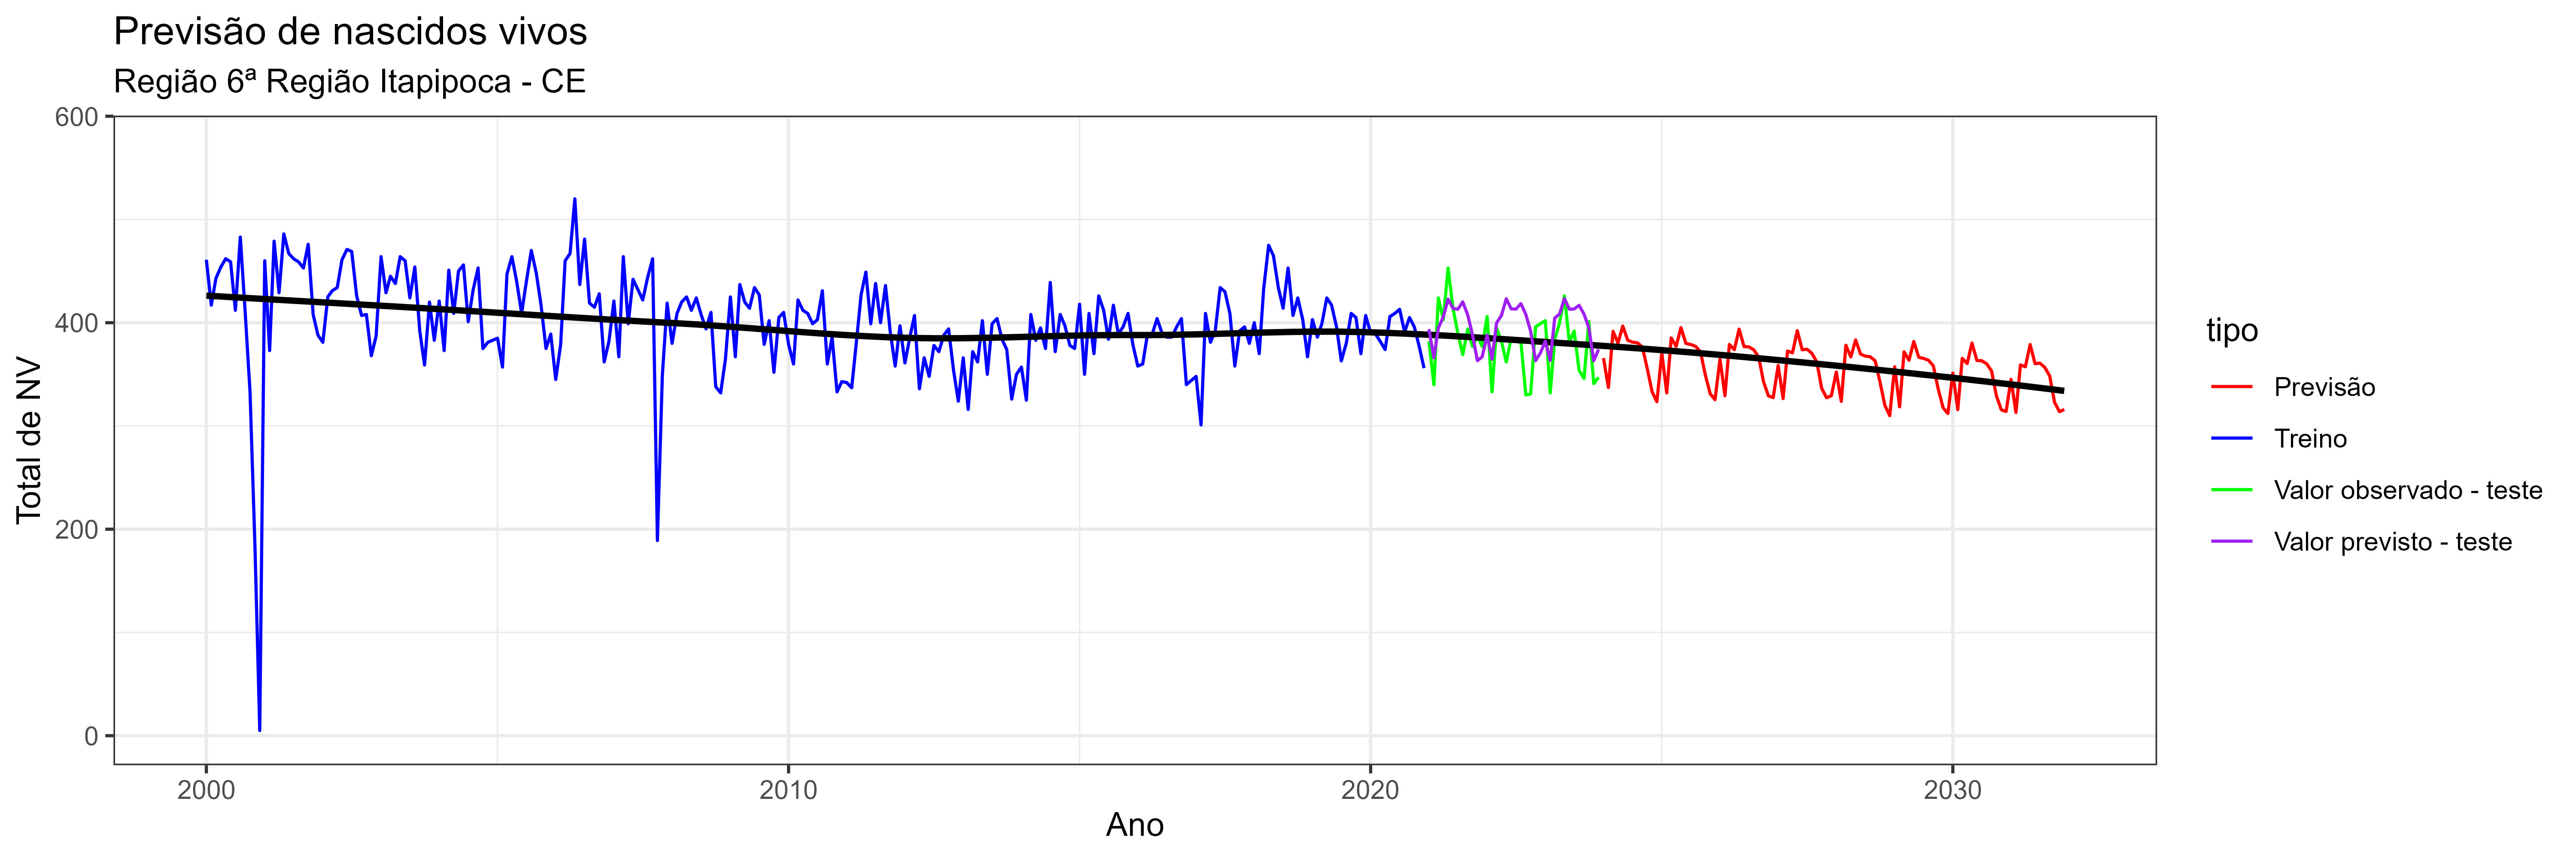 Previsão de nascidos vivos
Região 6ª Região Itapipoca - CE
600
400
200
0
Total de NV
2000
2010
2020
2030
Ano
tipo
Previsão
Treino
Valor observado - teste
Valor previsto - teste